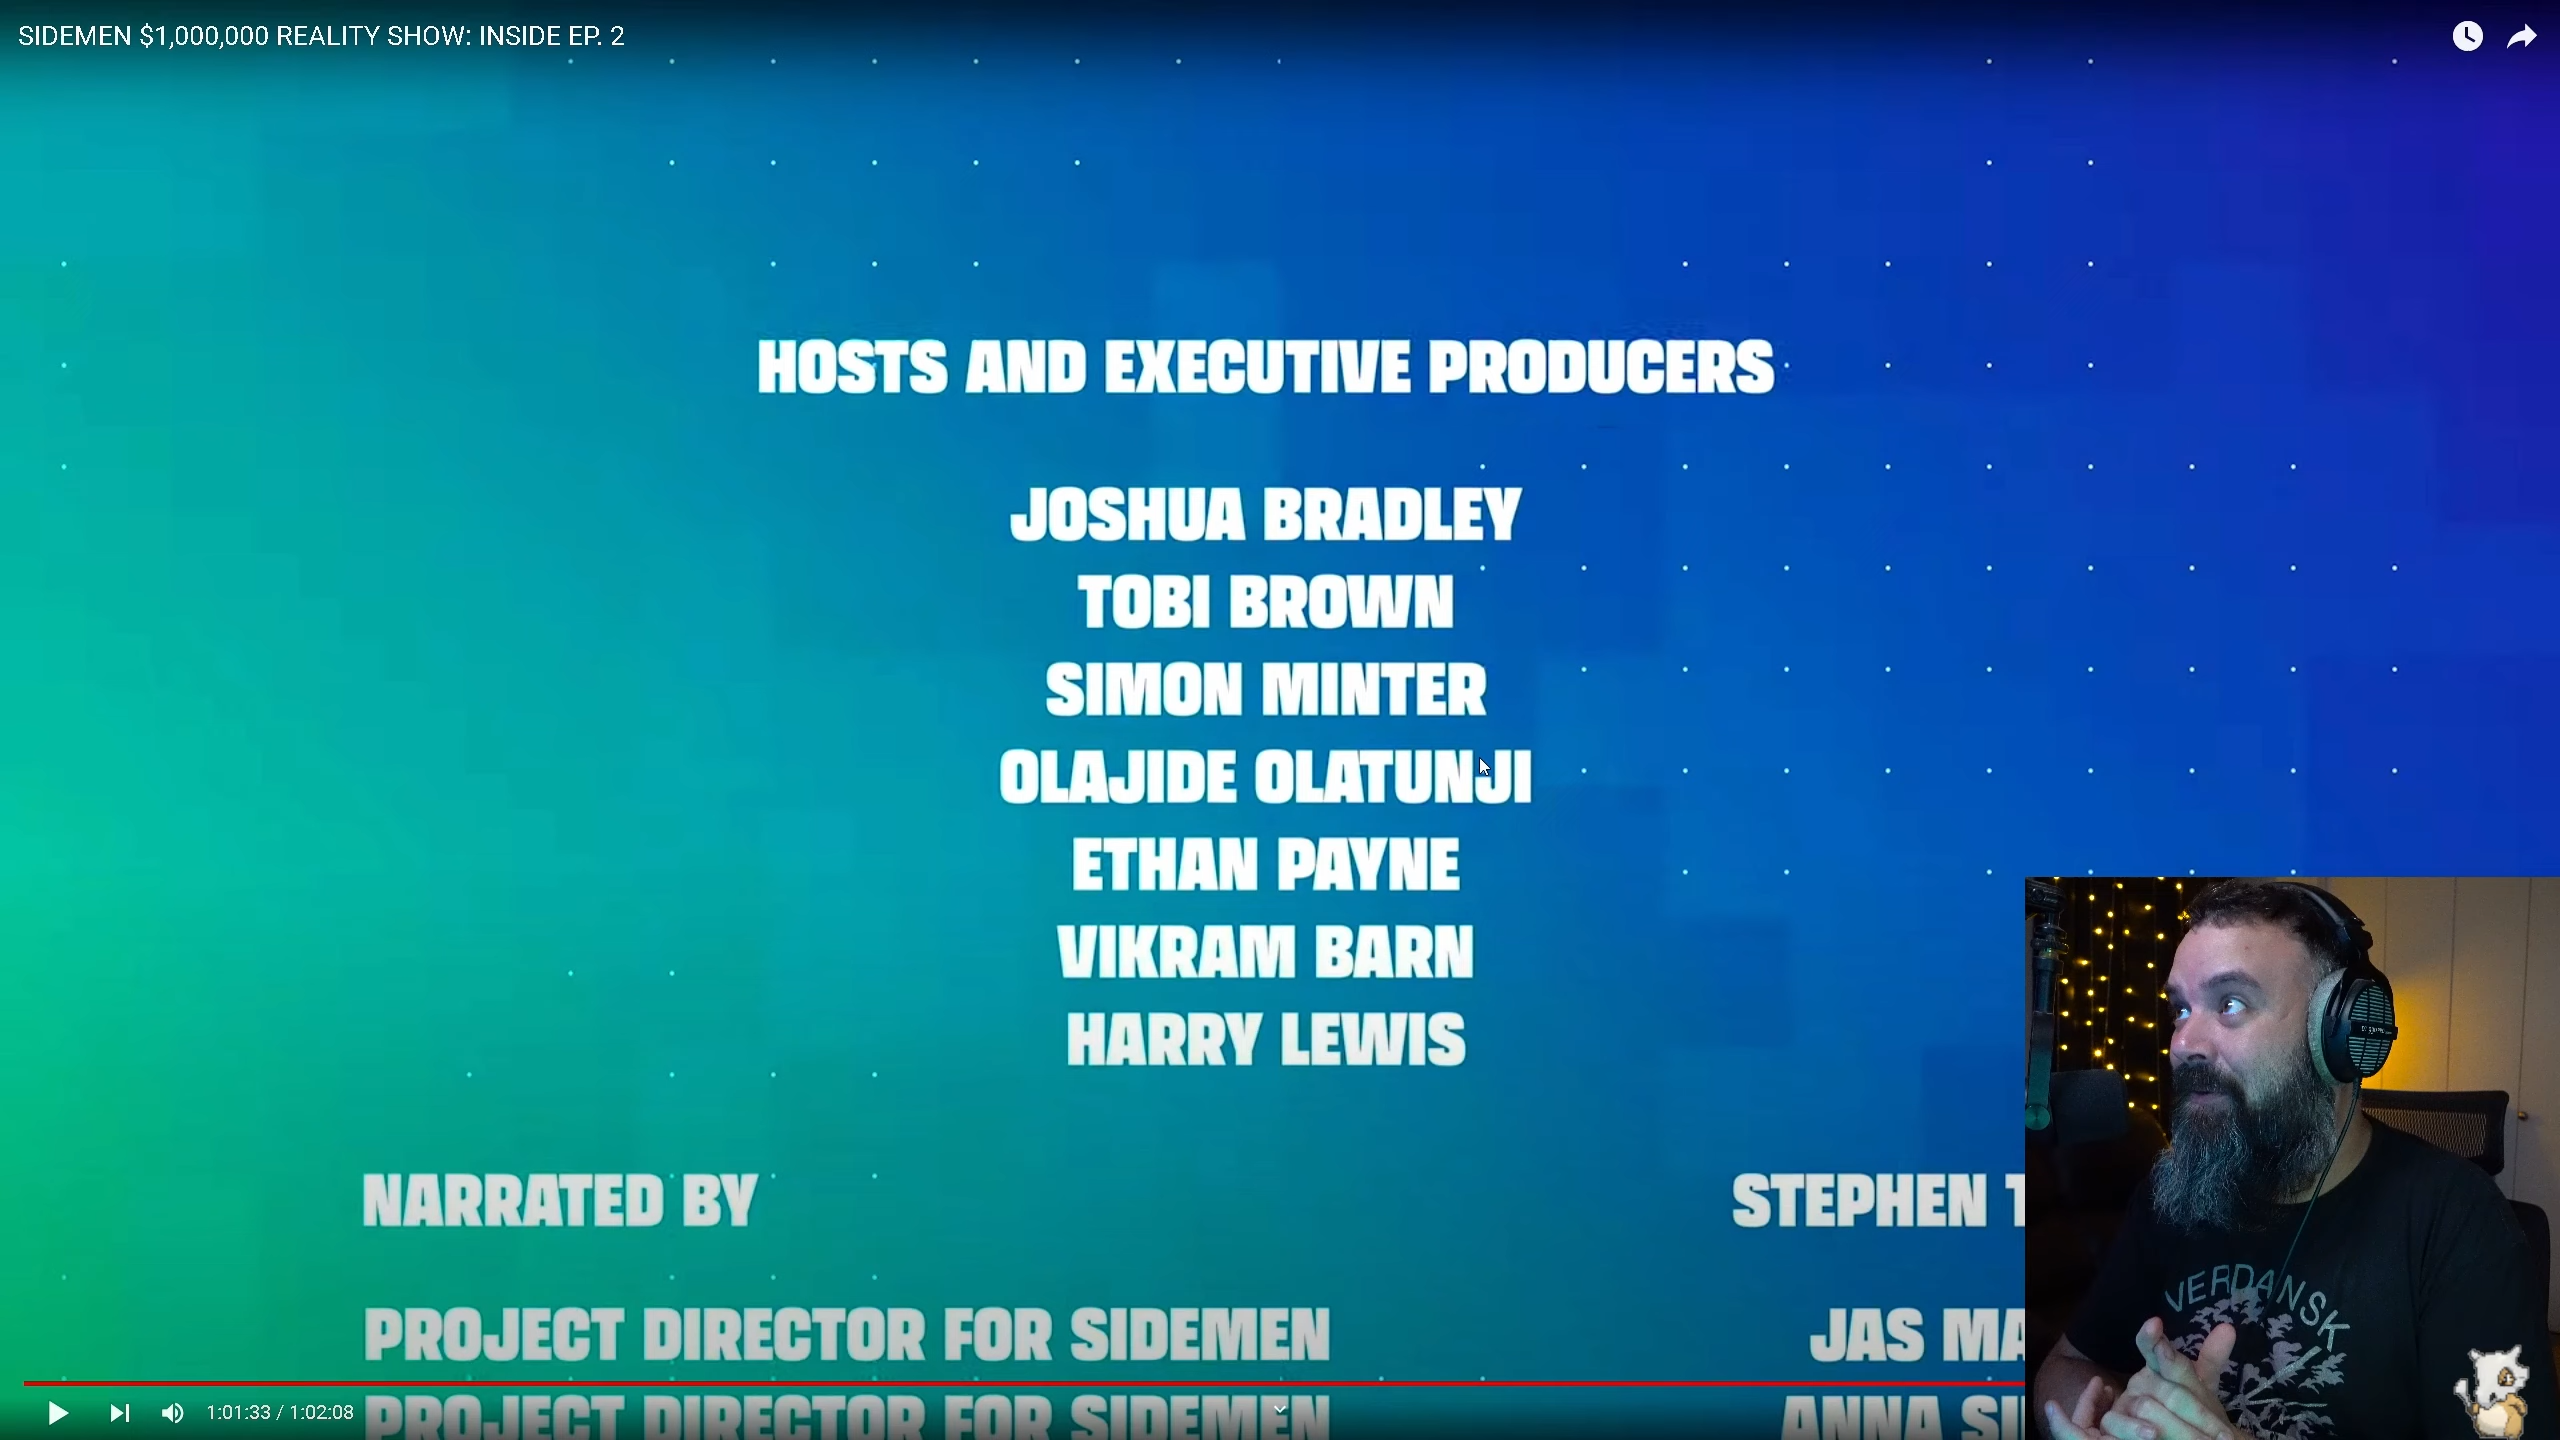 SIDEMEN $1,000,000 REALITY SHOW: INSIDE EP. 2
HOSTS AND EXECUTIVE PRODUCERS
JOSHUA BRADLEY
TOBI BROWN
SIMON MINTER
OLAJIDE OLATUNJI
ETHAN PAYNE
VIKRAM BARN
HARRY LEWIS
NARRATED BY STEPHEN
PROJECT DIRECTOR FOR SIDEMEN JAS
PROJECT DIRECTOR FOR SIDEMEN ANNA
1:01:33 / 1:02:08
VERDANSK